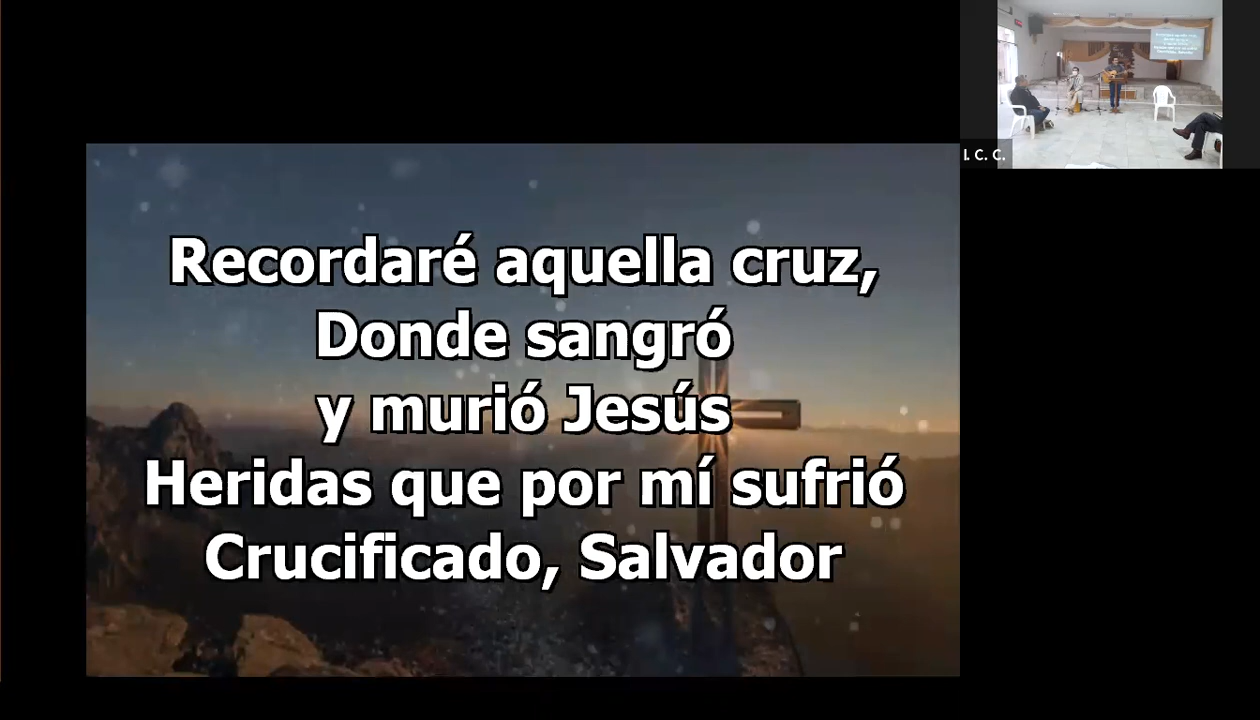 Recordaré aquella cruz,
Donde sangró
y murió Jesús
Heridas que por mí sufrió
Crucificado, Salvador
I. C. C.